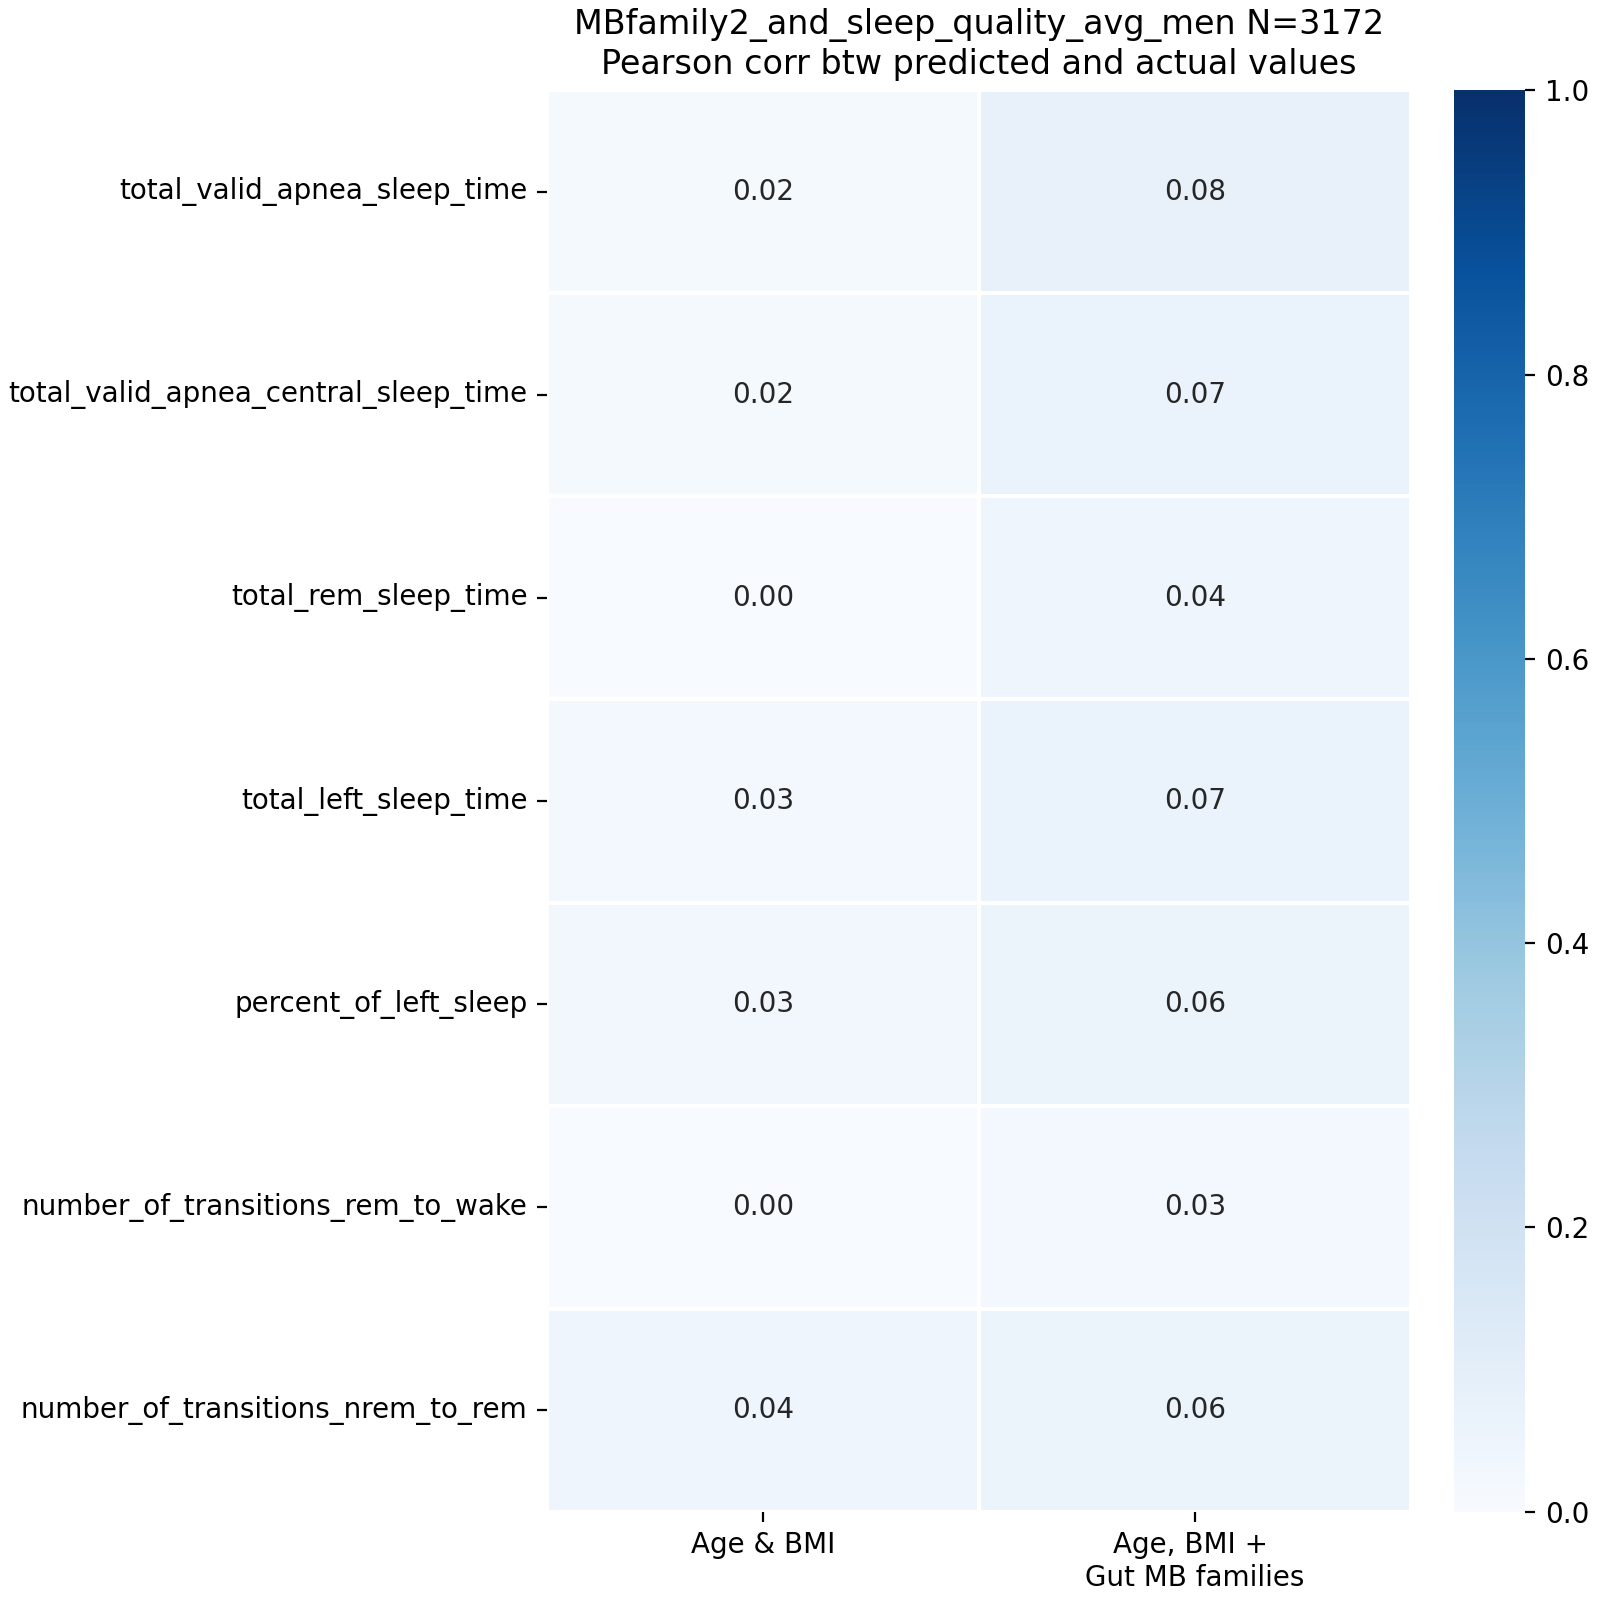 MBfamily2_and_sleep_quality_avg_men N=3172
Pearson corr btw predicted and actual values
total_valid_apnea_sleep_time
0.02
0.08
total_valid_apnea_central_sleep_time
0.02
0.07
total_rem_sleep_time
0.00
0.04
total_left_sleep_time
0.03
0.07
percent_of_left_sleep
0.03
0.06
number_of_transitions_rem_to_wake
0.00
0.03
number_of_transitions_nrem_to_rem
0.04
0.06
Age & BMI
Age, BMI +
Gut MB families
1.0
0.8
0.6
0.4
0.2
0.0